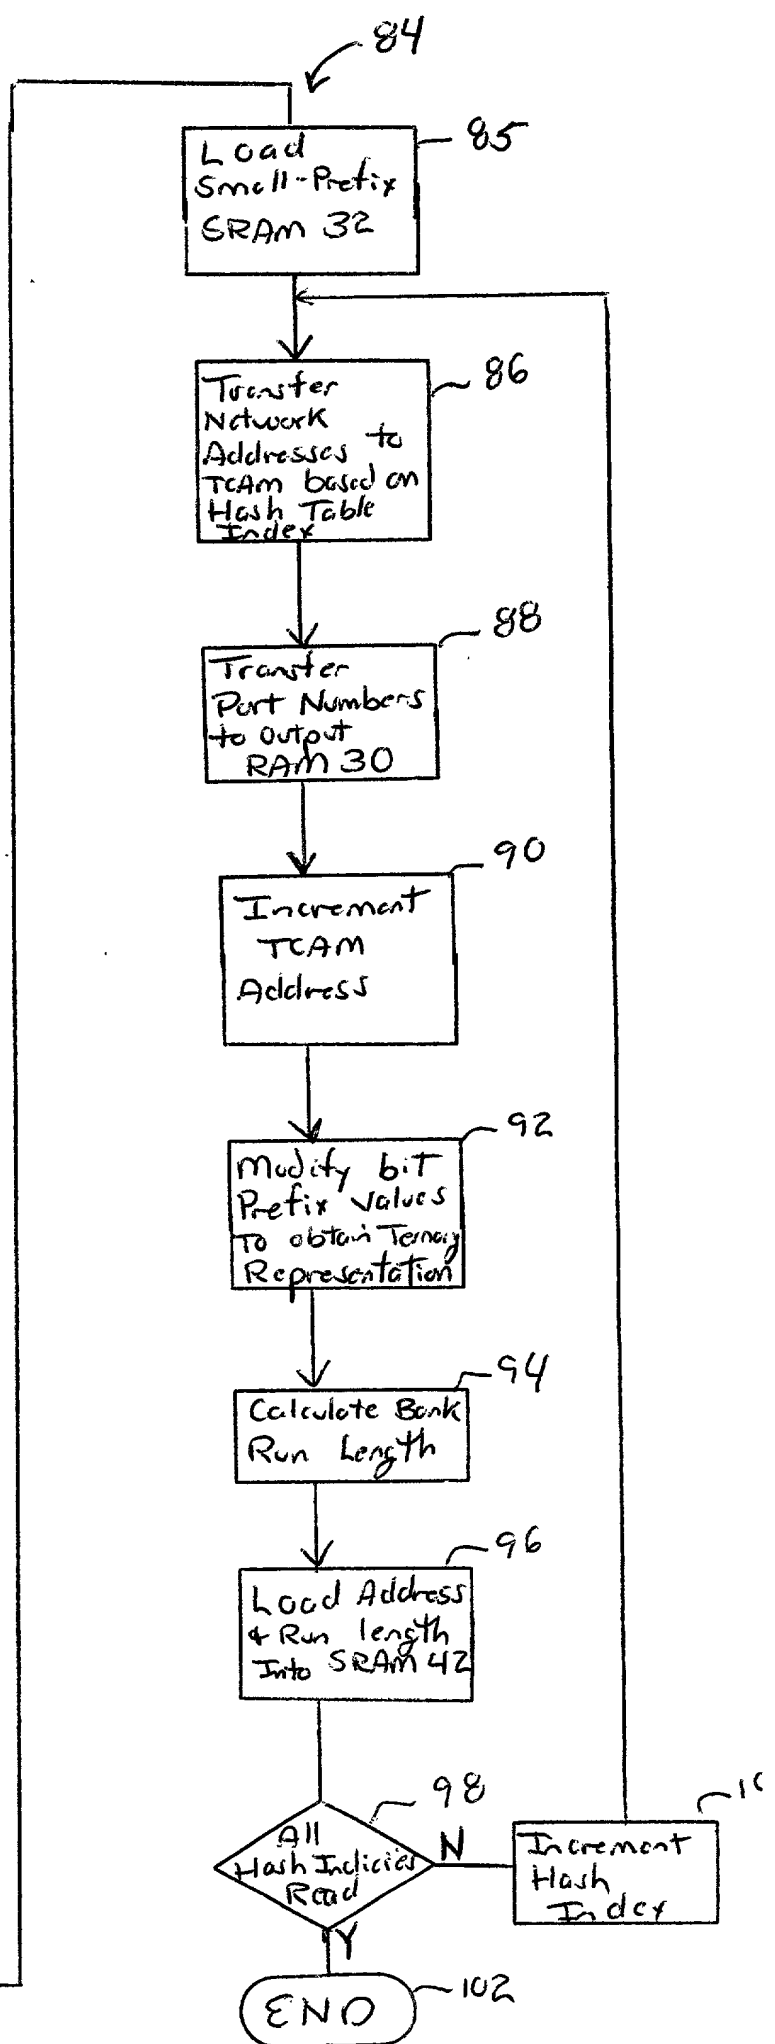 84
85
Load
Small-Prefix
SRAM 32
86
Transfer
Network
Addresses to
TCAM based on
Hash Table
Index
88
Transfer
Port Numbers
to Output
RAM 30
90
Increment
TCAM
Address
92
Modify bit
Prefix Values
To obtain Ternary
Representation
94
Calculate Bank
Run Length
96
Load Address
& Run length
Into SRAM 42
98
All
Hash Indicies
Read
N
Y
Increment
Hash
Index
END
102